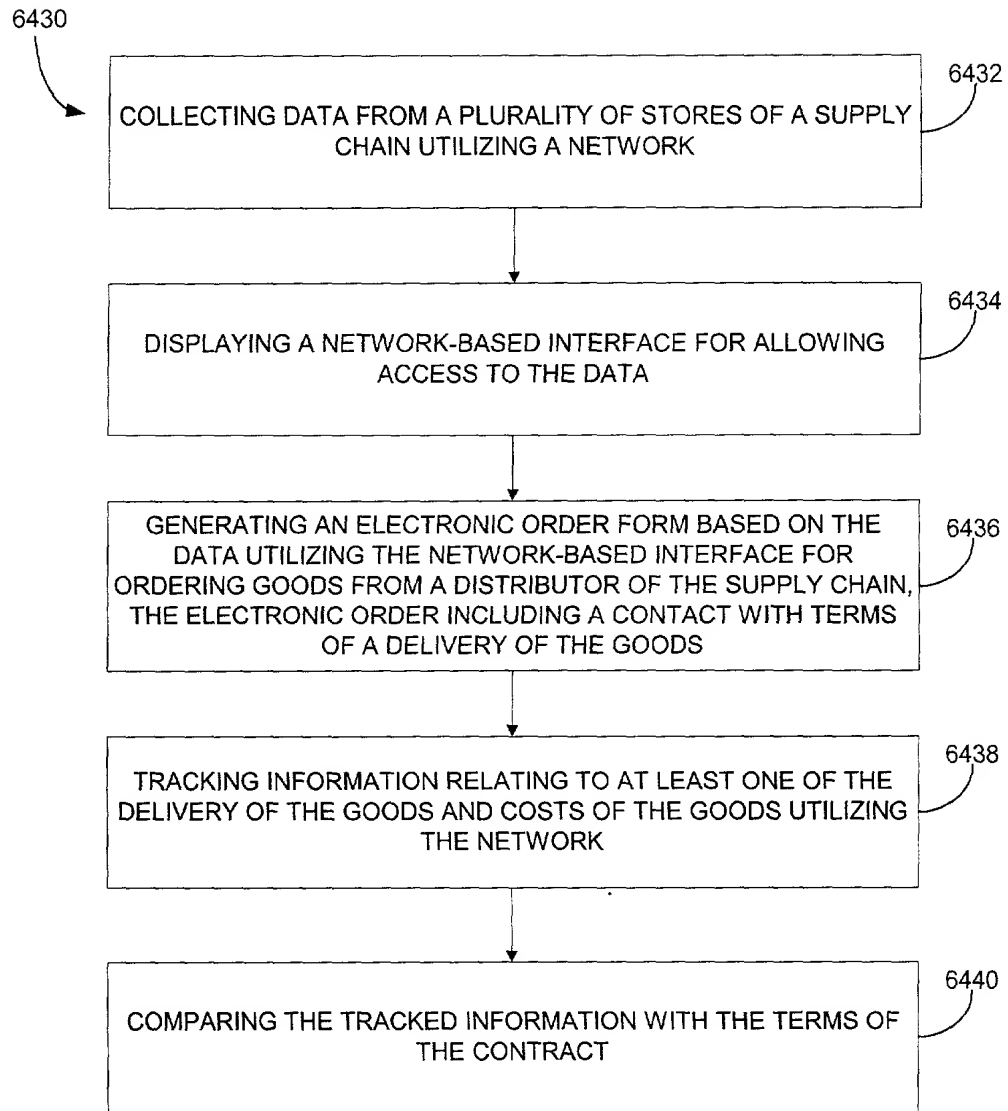 6430
6432
COLLECTING DATA FROM A PLURALITY OF STORES OF A SUPPLY
CHAIN UTILIZING A NETWORK
6434
DISPLAYING A NETWORK-BASED INTERFACE FOR ALLOWING
ACCESS TO THE DATA
6436
GENERATING AN ELECTRONIC ORDER FORM BASED ON THE
DATA UTILIZING THE NETWORK-BASED INTERFACE FOR
ORDERING GOODS FROM A DISTRIBUTOR OF THE SUPPLY CHAIN,
THE ELECTRONIC ORDER INCLUDING A CONTACT WITH TERMS
OF A DELIVERY OF THE GOODS
6438
TRACKING INFORMATION RELATING TO AT LEAST ONE OF THE
DELIVERY OF THE GOODS AND COSTS OF THE GOODS UTILIZING
THE NETWORK
6440
COMPARING THE TRACKED INFORMATION WITH THE TERMS OF
THE CONTRACT